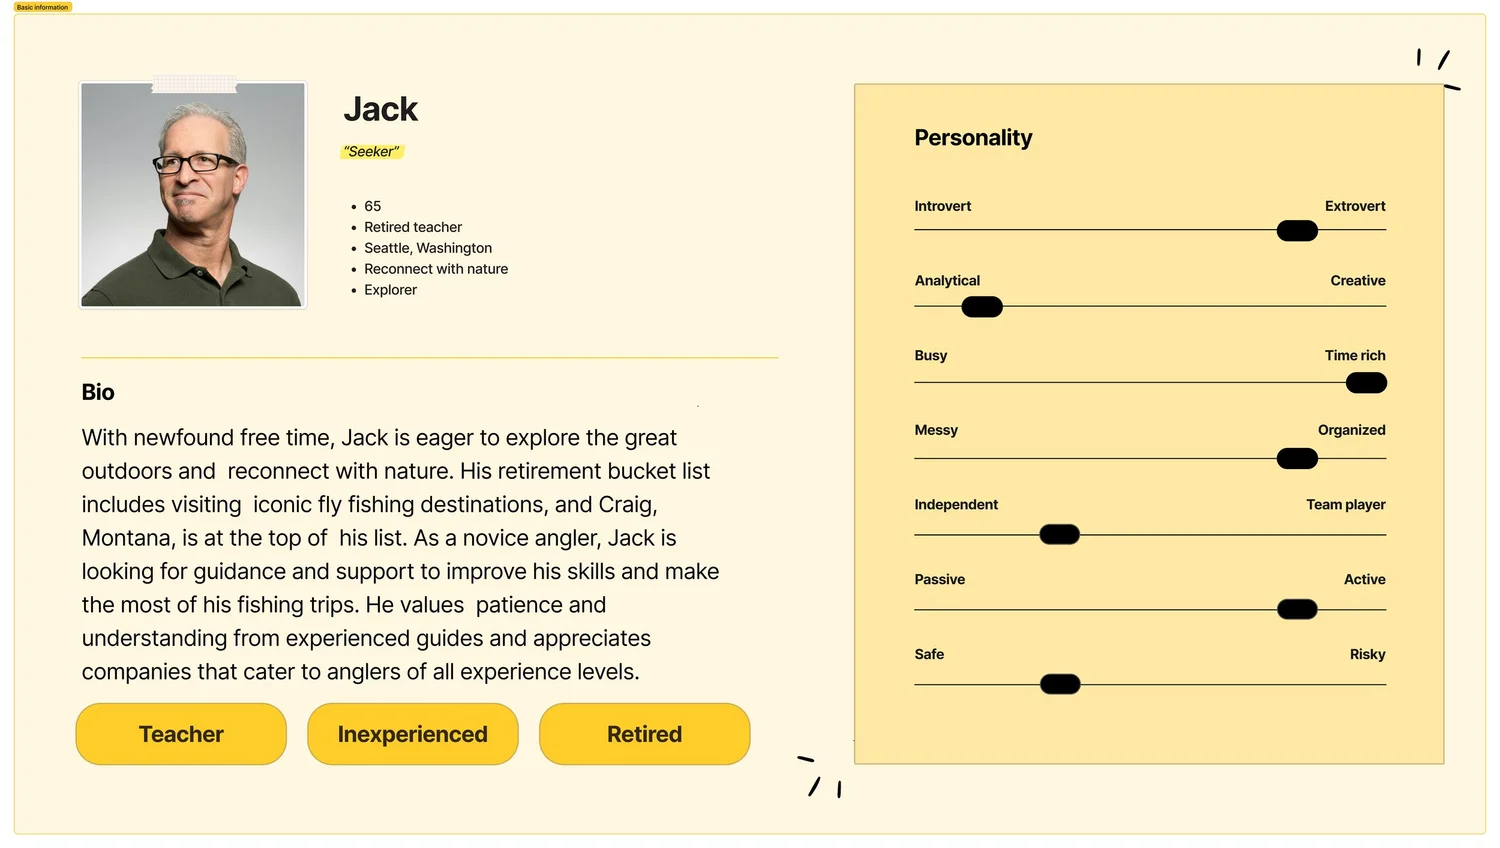 Basic information
Jack
“Seeker”
• 65
• Retired teacher
• Seattle, Washington
• Reconnect with nature
• Explorer
Bio
With newfound free time, Jack is eager to explore the great
outdoors and  reconnect with nature. His retirement bucket list
includes visiting  iconic fly fishing destinations, and Craig,
Montana, is at the top of  his list. As a novice angler, Jack is
looking for guidance and support to improve his skills and make
the most of his fishing trips. He values  patience and
understanding from experienced guides and appreciates
companies that cater to anglers of all experience levels.
Teacher Inexperienced Retired
Personality
Introvert Extrovert
Analytical Creative
Busy Time rich
Messy Organized
Independent Team player
Passive Active
Safe Risky